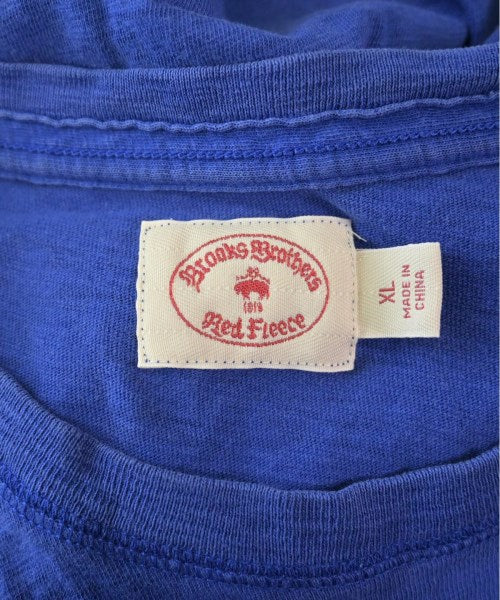 Brooks Brothers
1818
Red Fleece
XL
MADE IN
CHINA